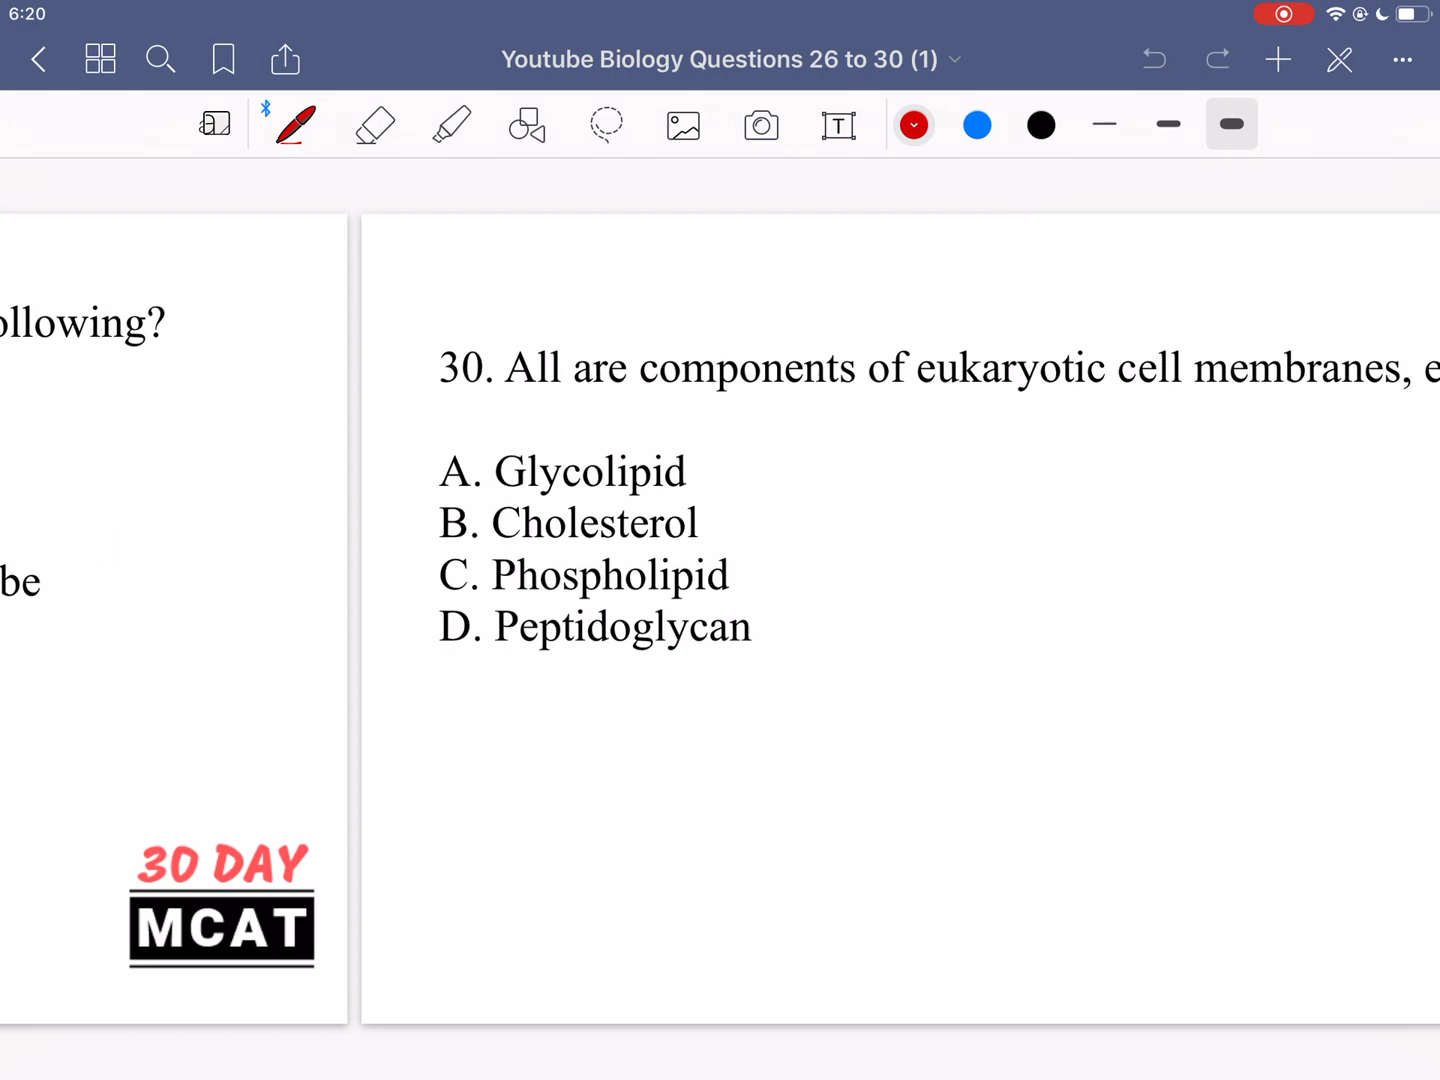 6:20
Youtube Biology Questions 26 to 30 (1)
T
ollowing?
be
30 DAY
MCAT
30. All are components of eukaryotic cell membranes, e
A. Glycolipid
B. Cholesterol
C. Phospholipid
D. Peptidoglycan